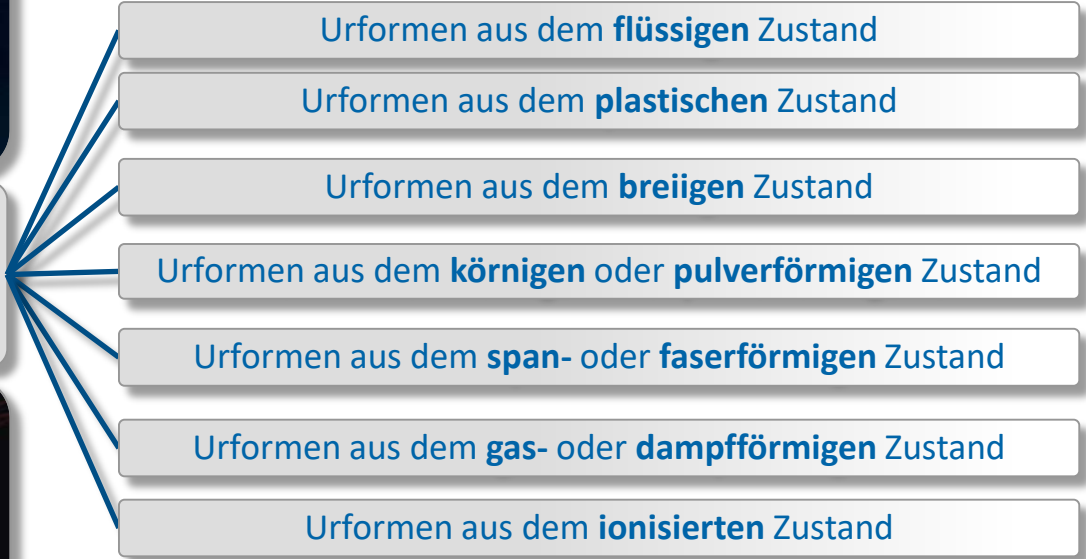 Urformen aus dem flüssigen Zustand
Urformen aus dem plastischen Zustand
Urformen aus dem breiigen Zustand
Urformen aus dem körnigen oder pulverförmigen Zustand
Urformen aus dem span- oder faserförmigen Zustand
Urformen aus dem gas- oder dampfförmigen Zustand
Urformen aus dem ionisierten Zustand